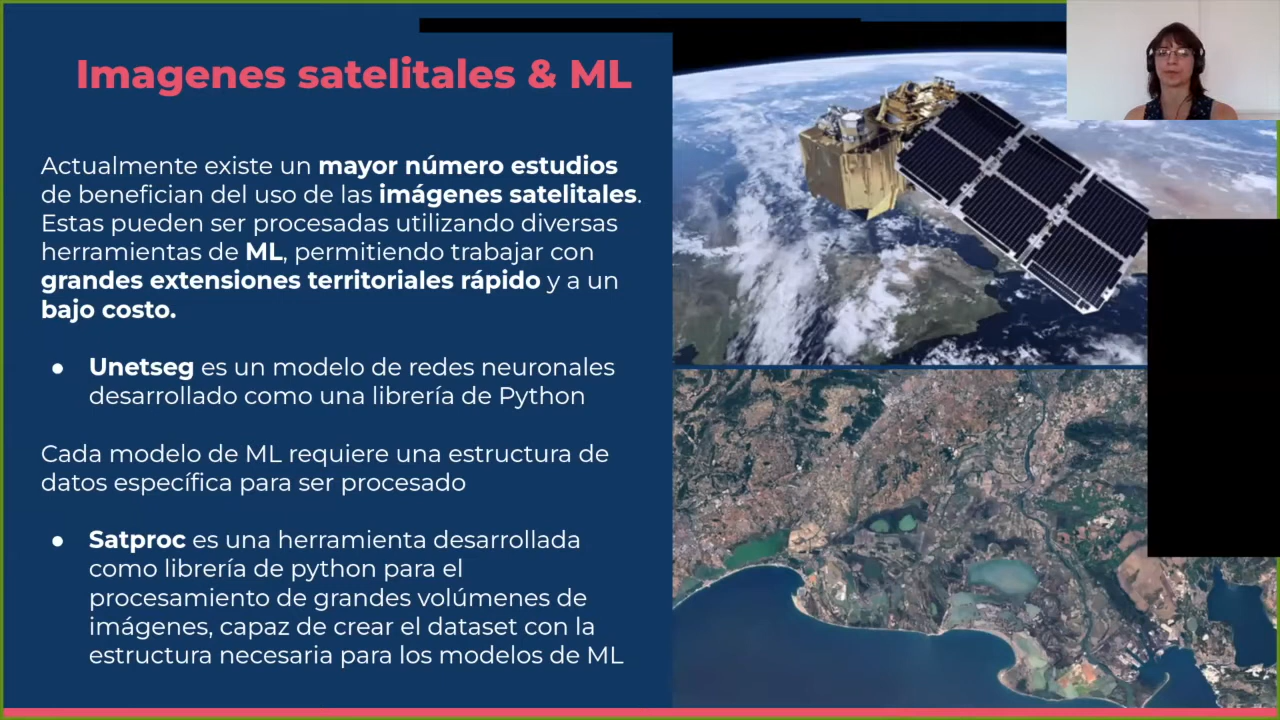 Imagenes satelitales & ML
Actualmente existe un mayor número estudios
de benefician del uso de las imágenes satelitales.
Estas pueden ser procesadas utilizando diversas
herramientas de ML, permitiendo trabajar con
grandes extensiones territoriales rápido y a un
bajo costo.
● Unetseg es un modelo de redes neuronales
desarrollado como una librería de Python
Cada modelo de ML requiere una estructura de
datos específica para ser procesado
● Satproc es una herramienta desarrollada
como librería de python para el
procesamiento de grandes volúmenes de
imágenes, capaz de crear el dataset con la
estructura necesaria para los modelos de ML